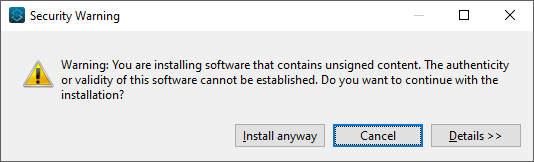 Security Warning
Warning: You are installing software that contains unsigned content. The authenticity
or validity of this software cannot be established. Do you want to continue with the
installation?
Install anyway Cancel Details >>